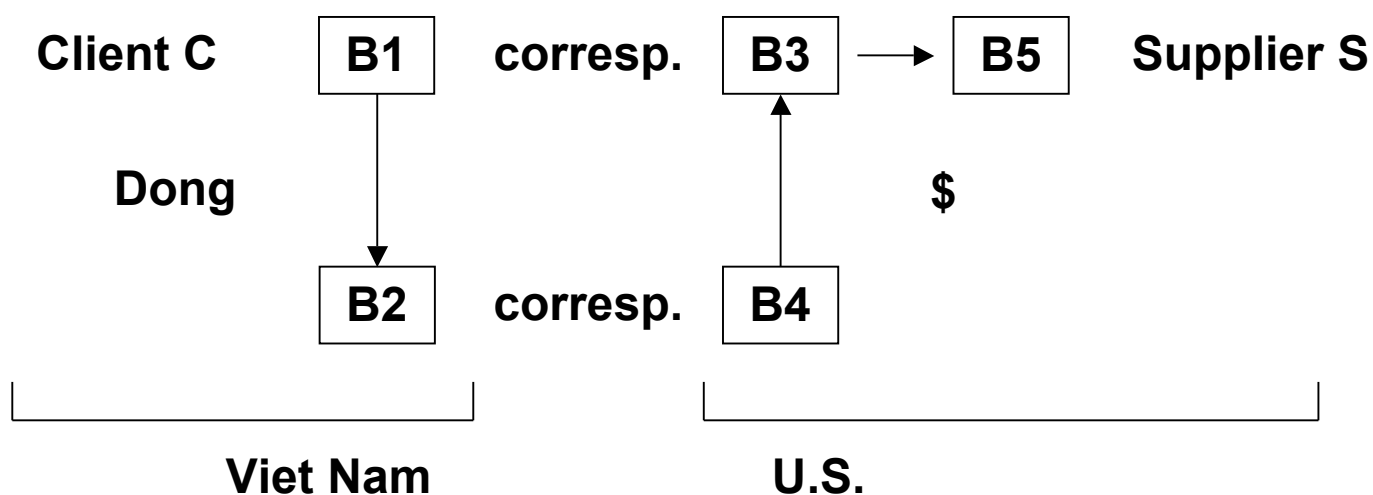 Client C B1 corresp. B3 B5 Supplier S
Dong $
B2 corresp. B4
Viet Nam U.S.